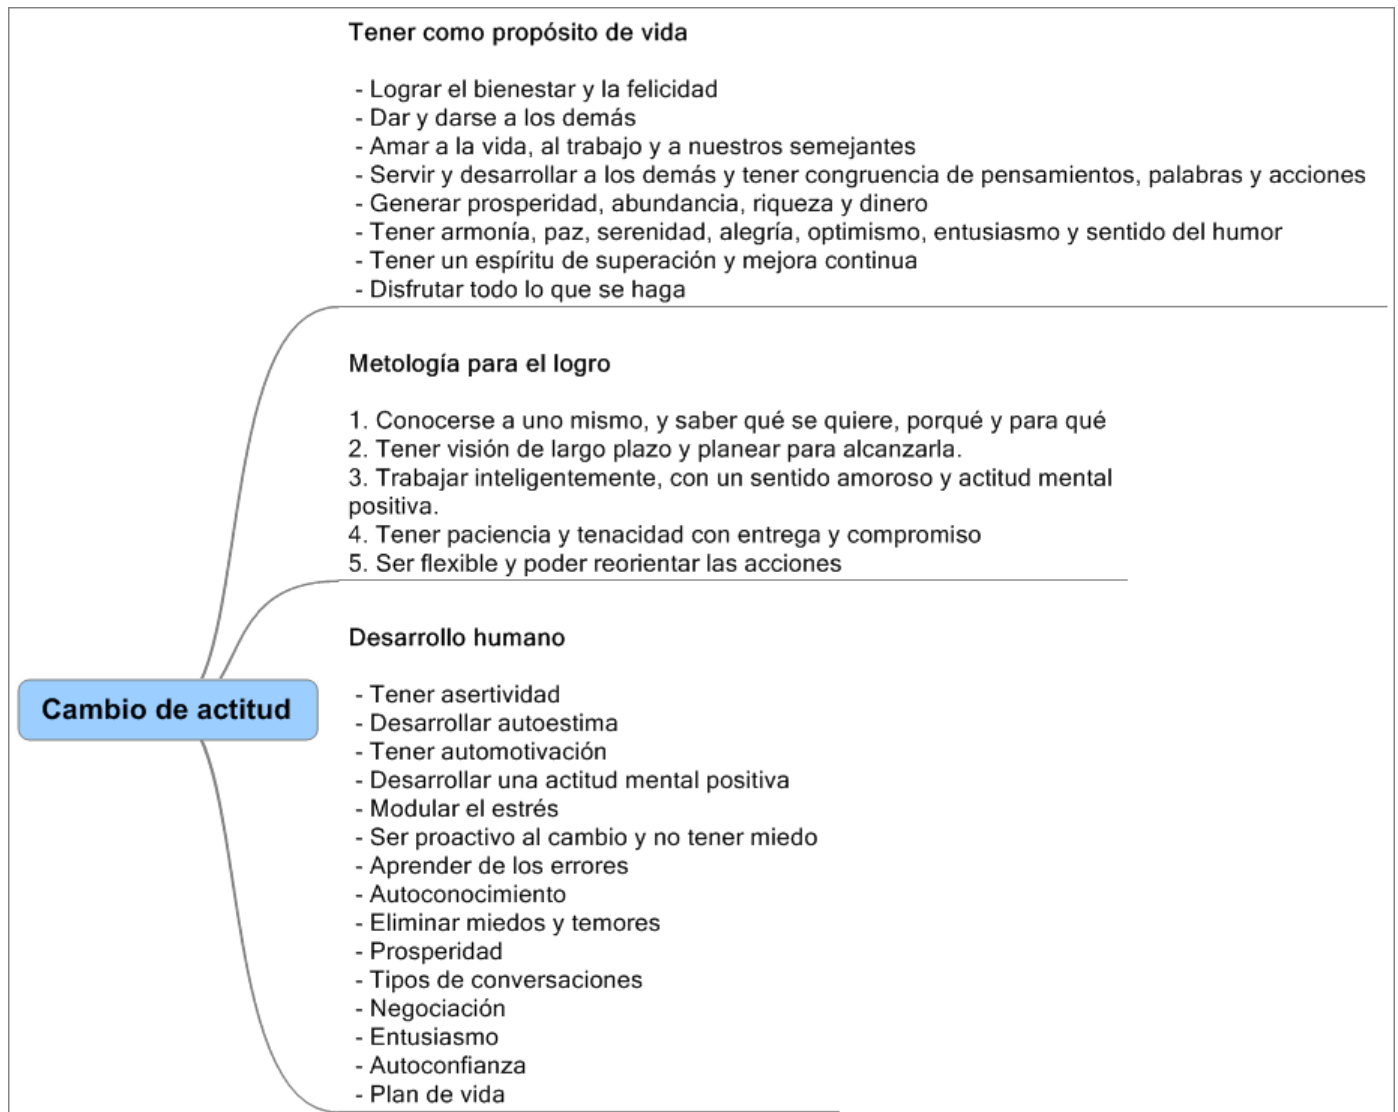 Tener como propósito de vida
- Lograr el bienestar y la felicidad
- Dar y darse a los demás
- Amar a la vida, al trabajo y a nuestros semejantes
- Servir y desarrollar a los demás y tener congruencia de pensamientos, palabras y acciones
- Generar prosperidad, abundancia, riqueza y dinero
- Tener armonía, paz, serenidad, alegría, optimismo, entusiasmo y sentido del humor
- Tener un espíritu de superación y mejora continua
- Disfrutar todo lo que se haga
Metología para el logro
1. Conocerse a uno mismo, y saber qué se quiere, porqué y para qué
2. Tener visión de largo plazo y planear para alcanzarla.
3. Trabajar inteligentemente, con un sentido amoroso y actitud mental
positiva.
4. Tener paciencia y tenacidad con entrega y compromiso
5. Ser flexible y poder reorientar las acciones
Desarrollo humano
- Tener asertividad
- Desarrollar autoestima
- Tener automotivación
- Desarrollar una actitud mental positiva
- Modular el estrés
- Ser proactivo al cambio y no tener miedo
- Aprender de los errores
- Autoconocimiento
- Eliminar miedos y temores
- Prosperidad
- Tipos de conversaciones
- Negociación
- Entusiasmo
- Autoconfianza
- Plan de vida
Cambio de actitud